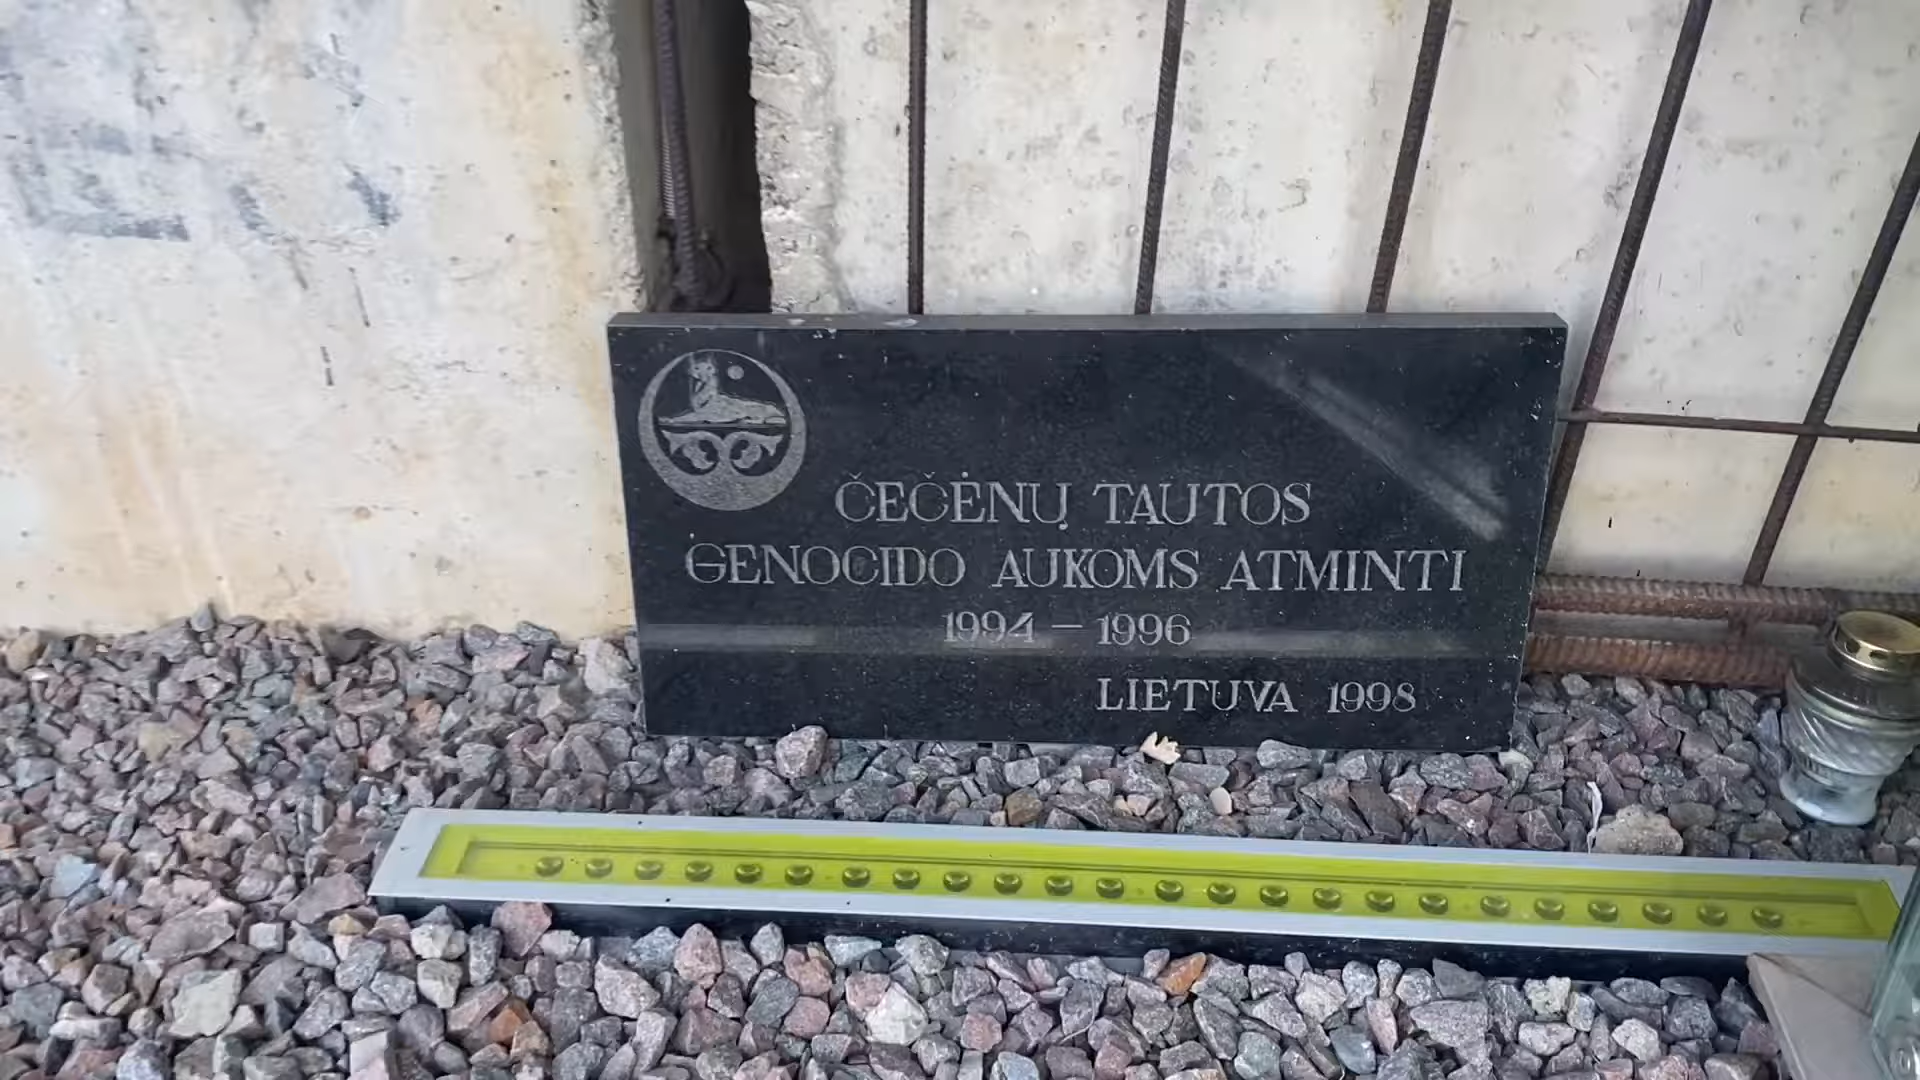 ČEČĖNŲ TAUTOS
GENOCIDO AUKOMS ATMINTI
1994 – 1996
LIETUVA 1998